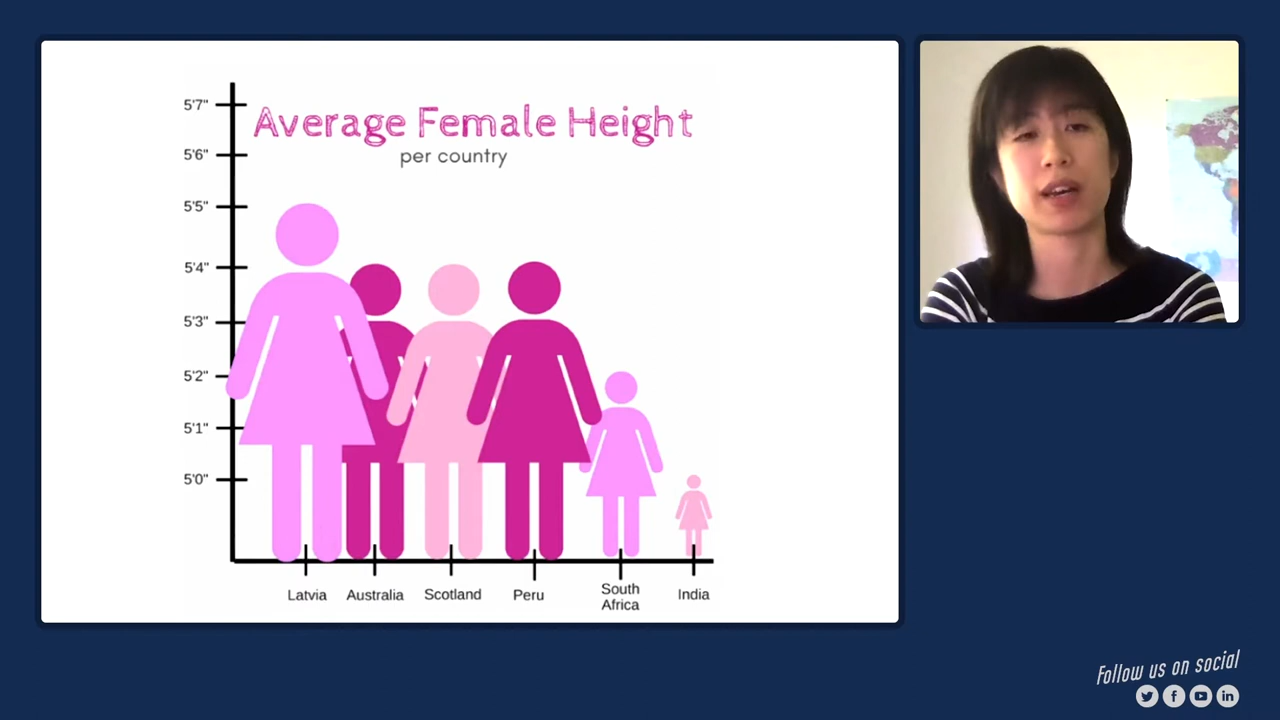 Average Female Height
per country
5'7"
5'6"
5'5"
5'4"
5'3"
5'2"
5'1"
5'0"
Latvia
Australia
Scotland
Peru
South
Africa
India
Follow us on social